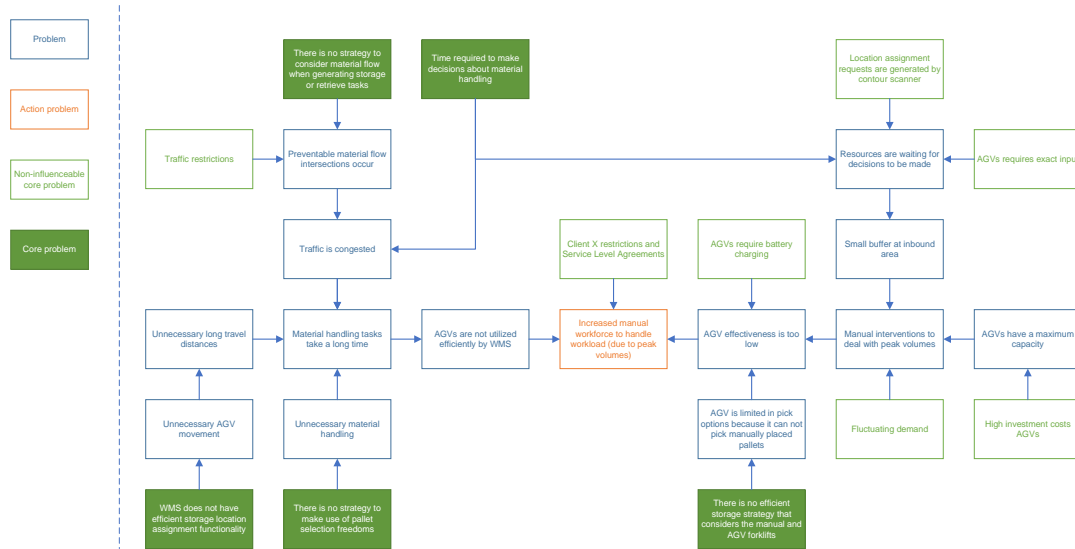 Problem
Action problem
Non-influenceable
core problem
Core problem
There is no strategy to
consider material flow
when generating storage
or retrieve tasks
Time required to make
decisions about material
handling
Location assignment
requests are generated by
contour scanner
Traffic restrictions
Preventable material flow
intersections occur
Resources are waiting for
decisions to be made
AGVs requires exact input
Traffic is congested
Client X restrictions and
Service Level Agreements
AGVs require battery
charging
Small buffer at inbound
area
Unnecessary long travel
distances
Material handling tasks
take a long time
AGVs are not utilized
efficiently by WMS
Increased manual
workforce to handle
workload (due to peak
volumes)
AGV effectiveness is too
low
Manual interventions to
deal with peak volumes
AGVs have a maximum
capacity
Unnecessary AGV
movement
Unnecessary material
handling
AGV is limited in pick
options because it can not
pick manually placed
pallets
Fluctuating demand
High investment costs
AGVs
WMS does not have
efficient storage location
assignment functionality
There is no strategy to
make use of pallet
selection freedoms
There is no efficient
storage strategy that
considers the manual and
AGV forklifts